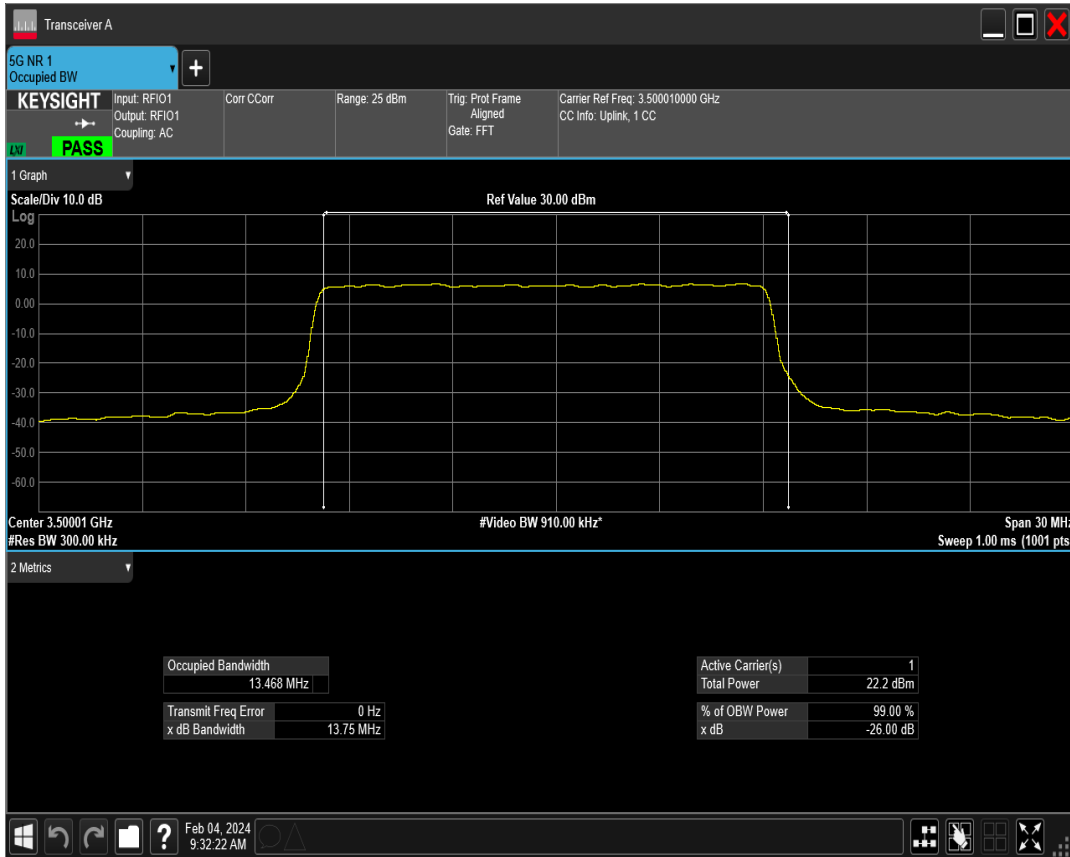 Transceiver A
5G NR 1
Occupied BW
KEYSIGHT
LXI
PASS
Input: RFIO1
Output: RFIO1
Coupling: AC
Corr CCorr
Range: 25 dBm
Trig: Prot Frame
Aligned
Gate: FFT
Carrier Ref Freq: 3.500010000 GHz
CC Info: Uplink, 1 CC
1 Graph
Scale/Div 10.0 dB
Ref Value 30.00 dBm
Log
20.0
10.0
0.00
-10.0
-20.0
-30.0
-40.0
-50.0
-60.0
Center 3.50001 GHz
#Video BW 910.00 kHz*
Span 30 MHz
#Res BW 300.00 kHz
Sweep 1.00 ms (1001 pts
2 Metrics
Occupied Bandwidth
13.468 MHz
Transmit Freq Error 0 Hz
x dB Bandwidth 13.75 MHz
Active Carrier(s) 1
Total Power 22.2 dBm
% of OBW Power 99.00 %
x dB -26.00 dB
?
Feb 04, 2024
9:32:22 AM